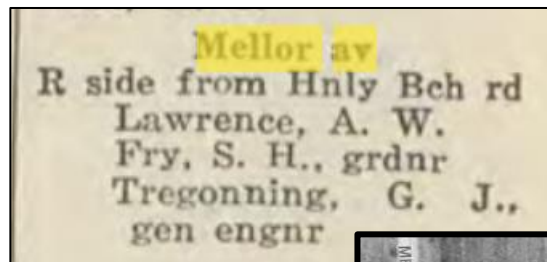 Mellor av
R side from Hnly Bch rd
Lawrence, A. W.
Fry, S. H., grdnr
Tregonning, G. J.,
gen engnr